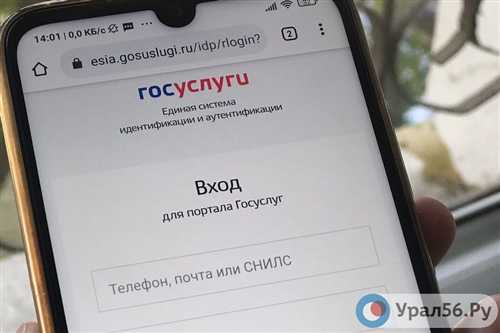 14:01 | 0,0 КБ/с
esia.gosuslugi.ru/idp/rlogin?
2
госуслуги
Единая система
идентификации и аутентификации
Вход
для портала Госуслуг
Телефон, почта или СНИЛС
Урал56.Ру